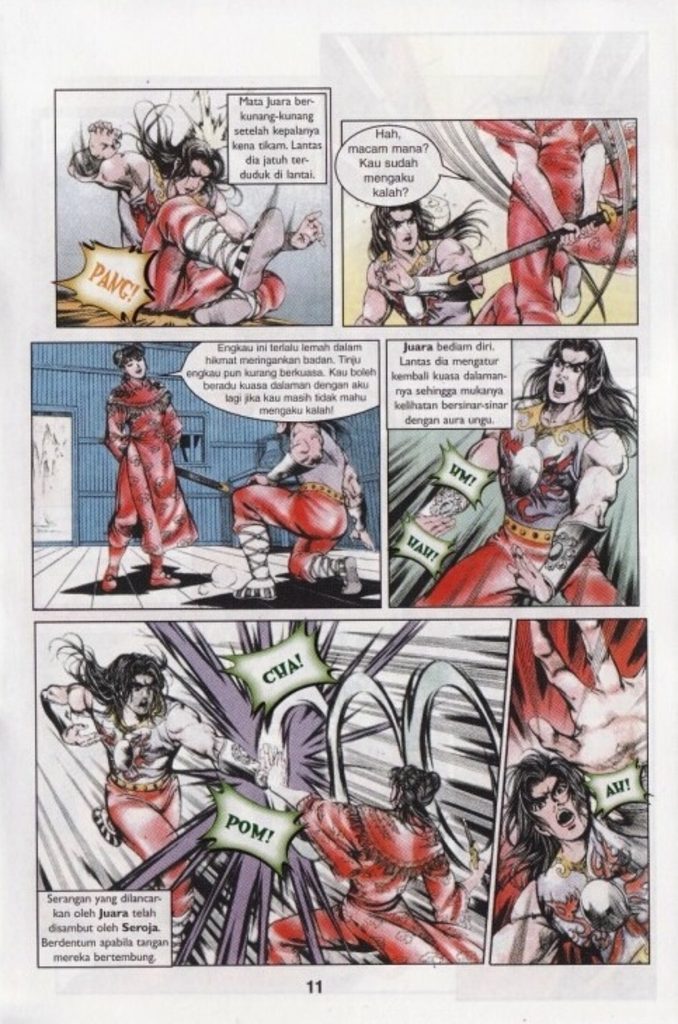 Mata Juara ber-
kunang-kunang
setelah kepalanya
kena tikam. Lantas
dia jatuh ter-
duduk di lantai.
PANG!
Hah,
macam mana?
Kau sudah
mengaku
kalah?
Engkau ini terlalu lemah dalam
hikmat meringankan badan. Tinju
engkau pun kurang berkuasa. Kau boleh
beradu kuasa dalaman dengan aku
lagi jika kau masih tidak mahu
mengaku kalah!
Juara bediam diri.
Lantas dia mengatur
kembali kuasa dalaman-
nya sehingga mukanya
kelihatan bersinar-sinar
dengan aura ungu.
UM!
WAH!
CHA!
POM!
Serangan yang dilancar-
kan oleh Juara telah
disambut oleh Seroja.
Berdentum apabila tangan
mereka bertembung.
AH!
11